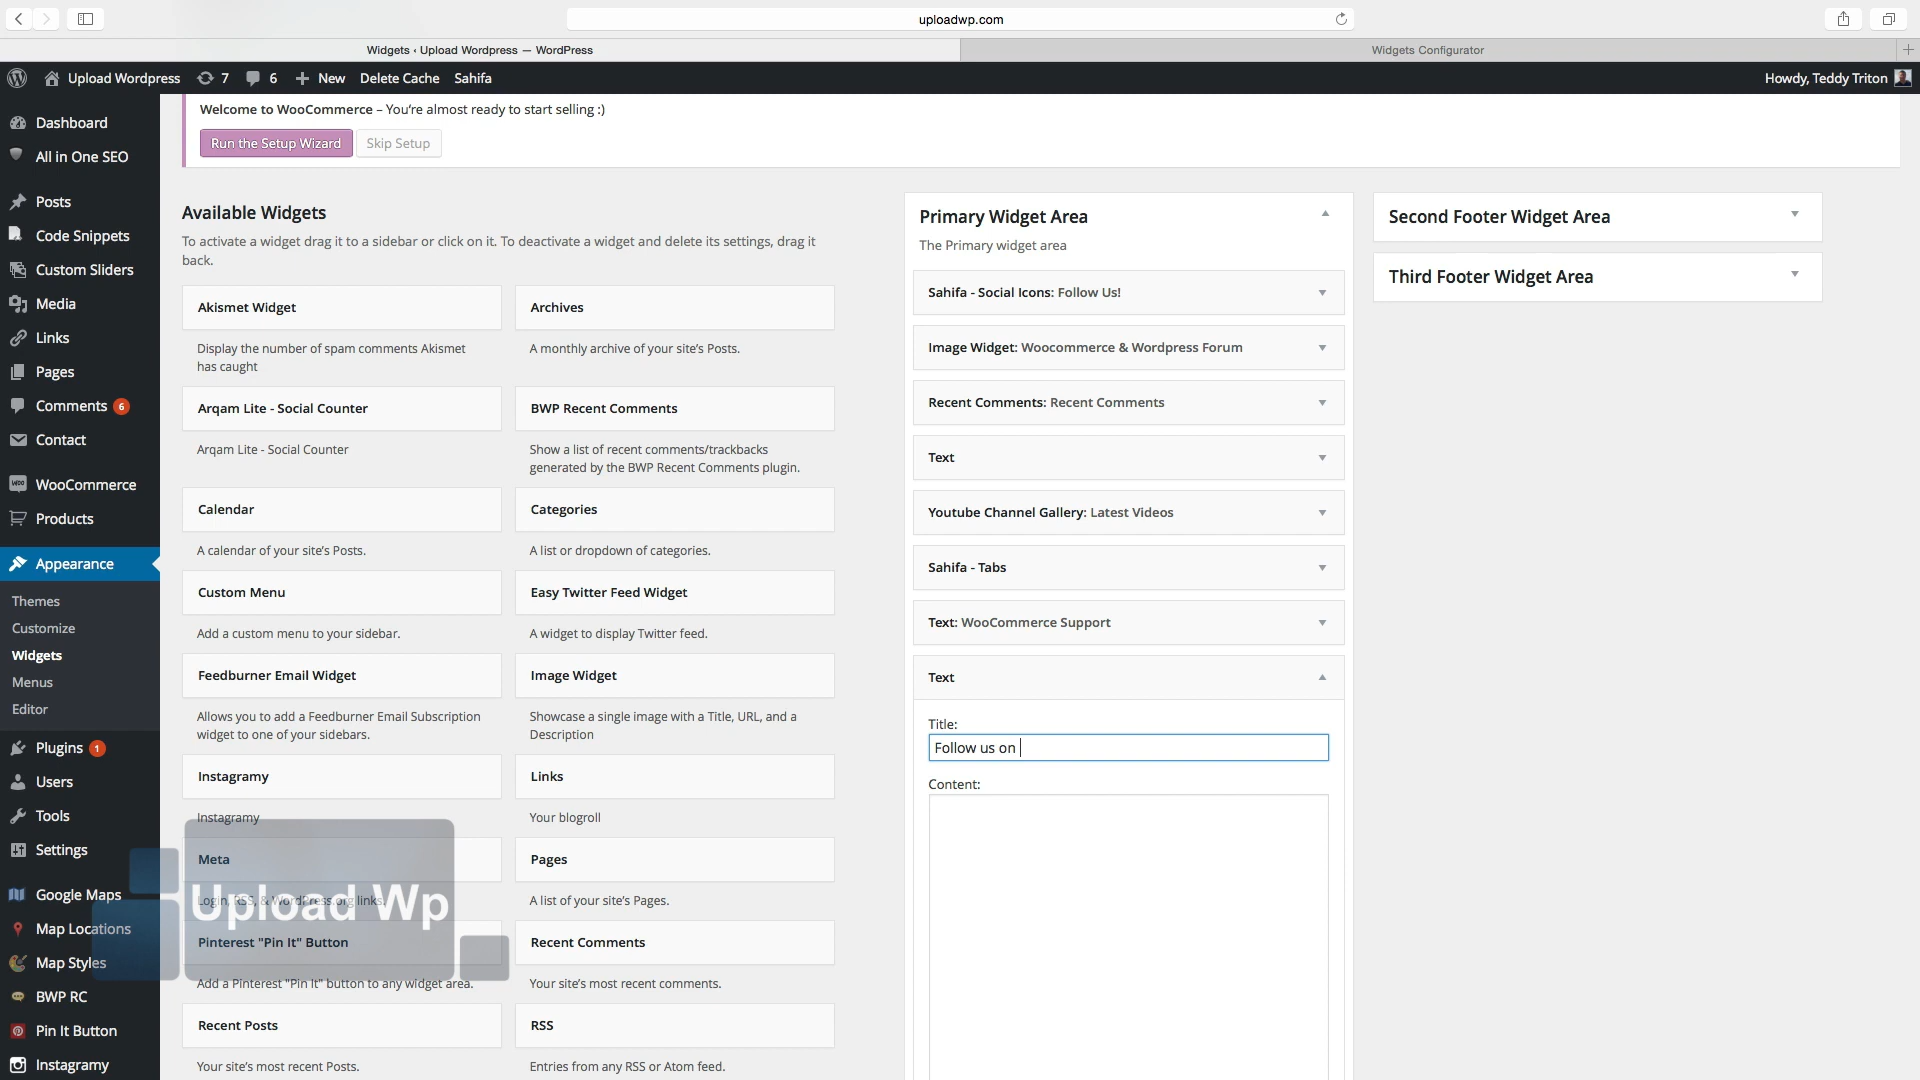 uploadwp.com
Widgets ‹ Upload Wordpress — WordPress
Widgets Configurator
Upload Wordpress
7
6
New
Delete Cache
Sahifa
Howdy, Teddy Triton
Dashboard
All in One SEO
Posts
Code Snippets
Custom Sliders
Media
Links
Pages
Comments 6
Contact
WooCommerce
Products
Appearance
Themes
Customize
Widgets
Menus
Editor
Plugins 1
Users
Tools
Settings
Google Maps
Map Locations
Map Styles
BWP RC
Pin It Button
Instagramy
Welcome to WooCommerce – You're almost ready to start selling :)
Run the Setup Wizard
Skip Setup
Available Widgets
To activate a widget drag it to a sidebar or click on it. To deactivate a widget and delete its settings, drag it
back.
Akismet Widget
Display the number of spam comments Akismet
has caught
Archives
A monthly archive of your site's Posts.
Arqam Lite - Social Counter
Arqam Lite - Social Counter
BWP Recent Comments
Show a list of recent comments/trackbacks
generated by the BWP Recent Comments plugin.
Calendar
A calendar of your site's Posts.
Categories
A list or dropdown of categories.
Custom Menu
Add a custom menu to your sidebar.
Easy Twitter Feed Widget
A widget to display Twitter feed.
Feedburner Email Widget
Allows you to add a Feedburner Email Subscription
widget to one of your sidebars.
Image Widget
Showcase a single image with a Title, URL, and a
Description
Instagramy
Instagramy
Links
Your blogroll
Meta
Login, RSS, & WordPress.org links.
Pages
A list of your site's Pages.
Upload Wp
Pinterest "Pin It" Button
Add a Pinterest "Pin It" button to any widget area.
Recent Comments
Your site's most recent comments.
Recent Posts
Your site's most recent Posts.
RSS
Entries from any RSS or Atom feed.
Primary Widget Area
The Primary widget area
Sahifa - Social Icons: Follow Us!
Image Widget: Woocommerce & Wordpress Forum
Recent Comments: Recent Comments
Text
Youtube Channel Gallery: Latest Videos
Sahifa - Tabs
Text: WooCommerce Support
Text
Title:
Follow us on
Content:
Second Footer Widget Area
Third Footer Widget Area